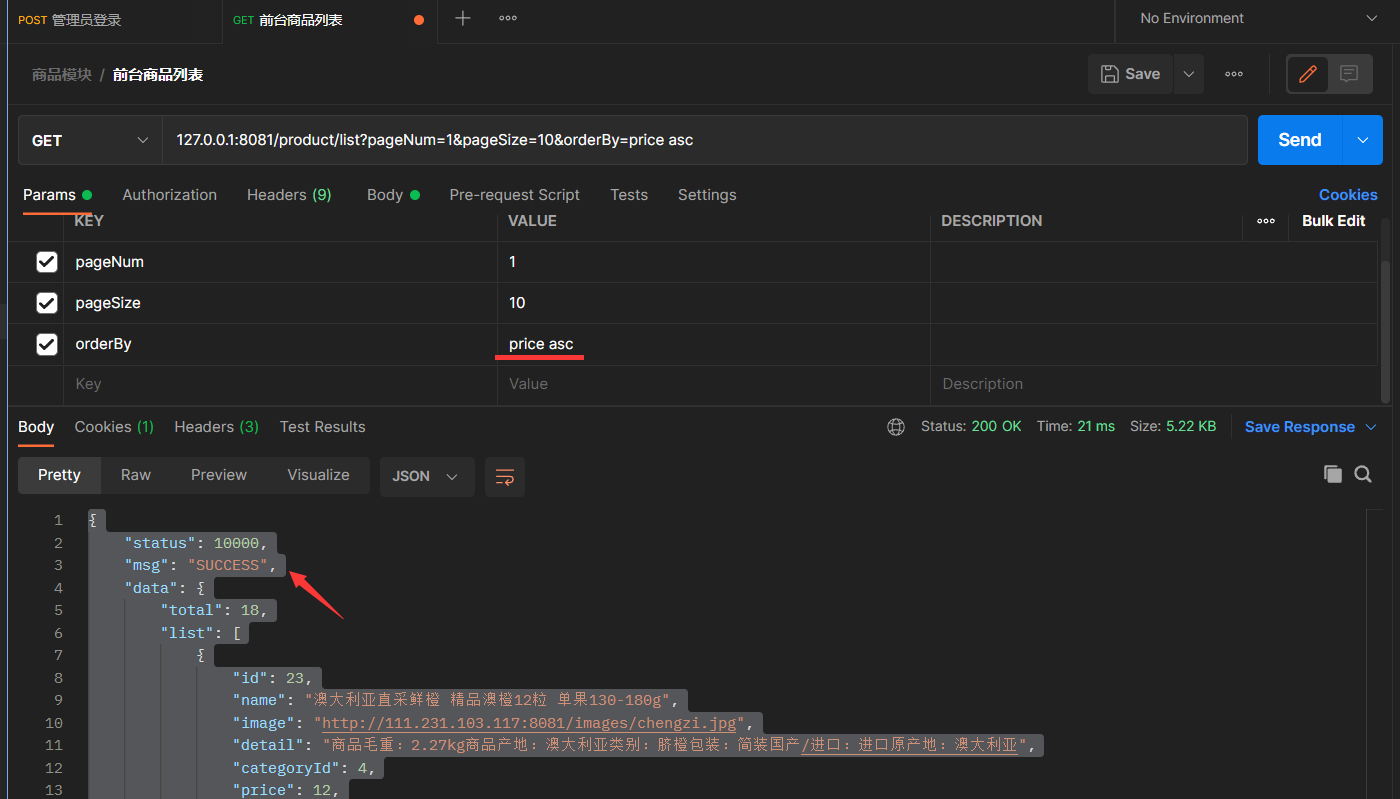 POST 管理员登录 GET 前台商品列表 No Environment
商品模块 / 前台商品列表 Save
GET 127.0.0.1:8081/product/list?pageNum=1&pageSize=10&orderBy=price asc Send
Params Authorization Headers (9) Body Pre-request Script Tests Settings Cookies
KEY VALUE DESCRIPTION Bulk Edit
pageNum 1
pageSize 10
orderBy price asc
Key Value Description
Body Cookies (1) Headers (3) Test Results Status: 200 OK Time: 21 ms Size: 5.22 KB Save Response
Pretty Raw Preview Visualize JSON
1 {
2 "status": 10000,
3 "msg": "SUCCESS",
4 "data": {
5 "total": 18,
6 "list": [
7 {
8 "id": 23,
9 "name": "澳大利亚直采鲜橙 精品澳橙12粒 单果130-180g",
10 "image": "http://111.231.103.117:8081/images/chengzi.jpg",
11 "detail": "商品毛重：2.27kg商品产地：澳大利亚类别：脐橙包装：简装国产/进口：进口原产地：澳大利亚",
12 "categoryId": 4,
13 "price": 12,